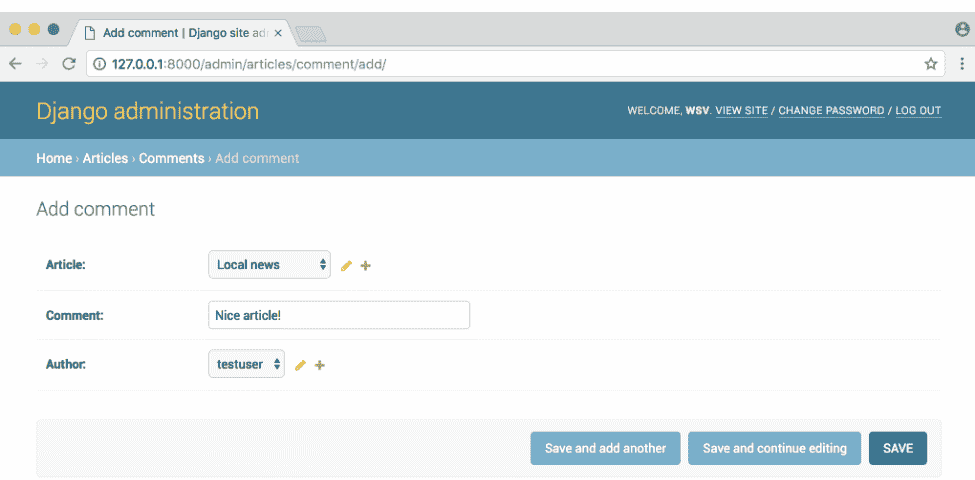 Add comment | Django site adm
127.0.0.1:8000/admin/articles/comment/add/
Django administration
WELCOME, WSV. VIEW SITE / CHANGE PASSWORD / LOG OUT
Home › Articles › Comments › Add comment
Add comment
Article: Local news
Comment: Nice article!
Author: testuser
Save and add another Save and continue editing SAVE